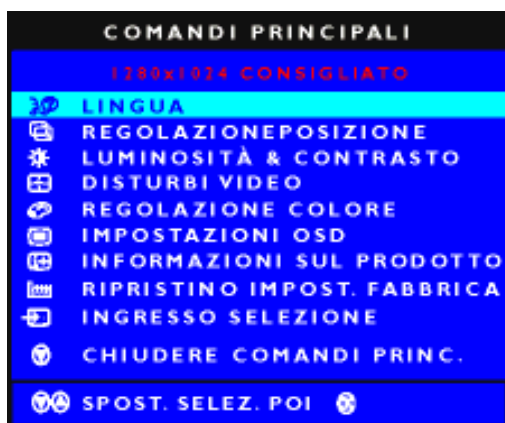 COMANDI PRINCIPALI
1280x1024 CONSIGLIATO
LINGUA
REGOLAZIONEPOSIZIONE
LUMINOSITÀ & CONTRASTO
DISTURBI VIDEO
REGOLAZIONE COLORE
IMPOSTAZIONI OSD
INFORMAZIONI SUL PRODOTTO
RIPRISTINO IMPOST. FABBRICA
INGRESSO SELEZIONE
CHIUDERE COMANDI PRINC.
SPOST. SELEZ. POI